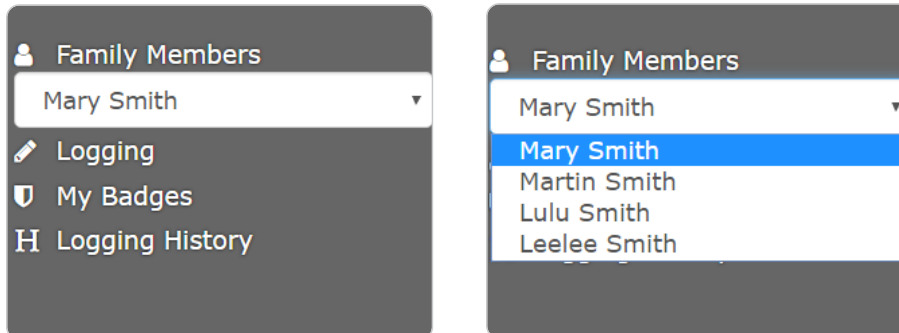 Family Members
Mary Smith
Logging
My Badges
H Logging History
Family Members
Mary Smith
Mary Smith
Martin Smith
Lulu Smith
Leelee Smith